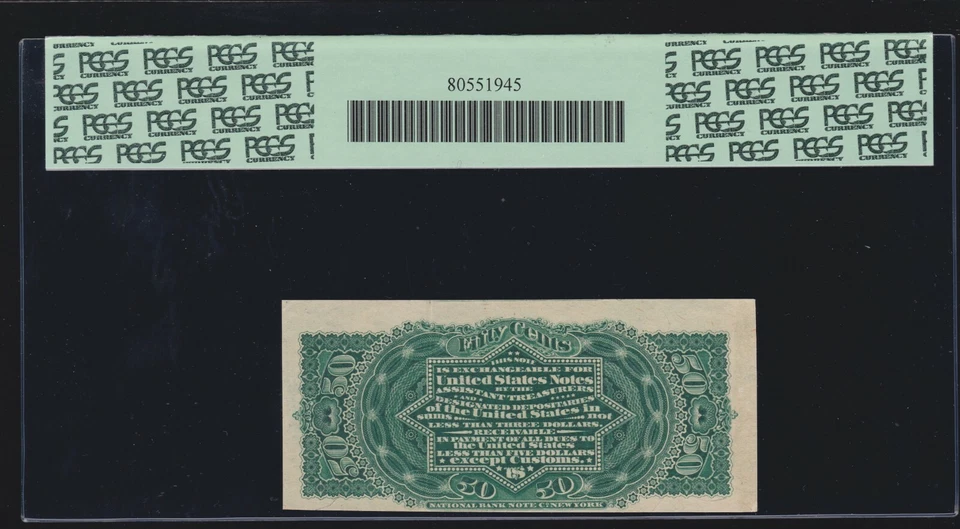 PCGS CURRENCY
80551945
Fifty Cents
THIS NOTE
IS EXCHANGEABLE FOR
United States Notes
BY THE
ASSISTANT TREASURERS
AND
DESIGNATED DEPOSITARIES
of the United States in
sums not
LESS THAN THREE DOLLARS.
RECEIVABLE
IN PAYMENT OF ALL DUES TO
the United States
LESS THAN FIVE DOLLARS
except Customs.
US
50 50
50 50
50 50
NATIONAL BANK NOTE CO. NEW YORK